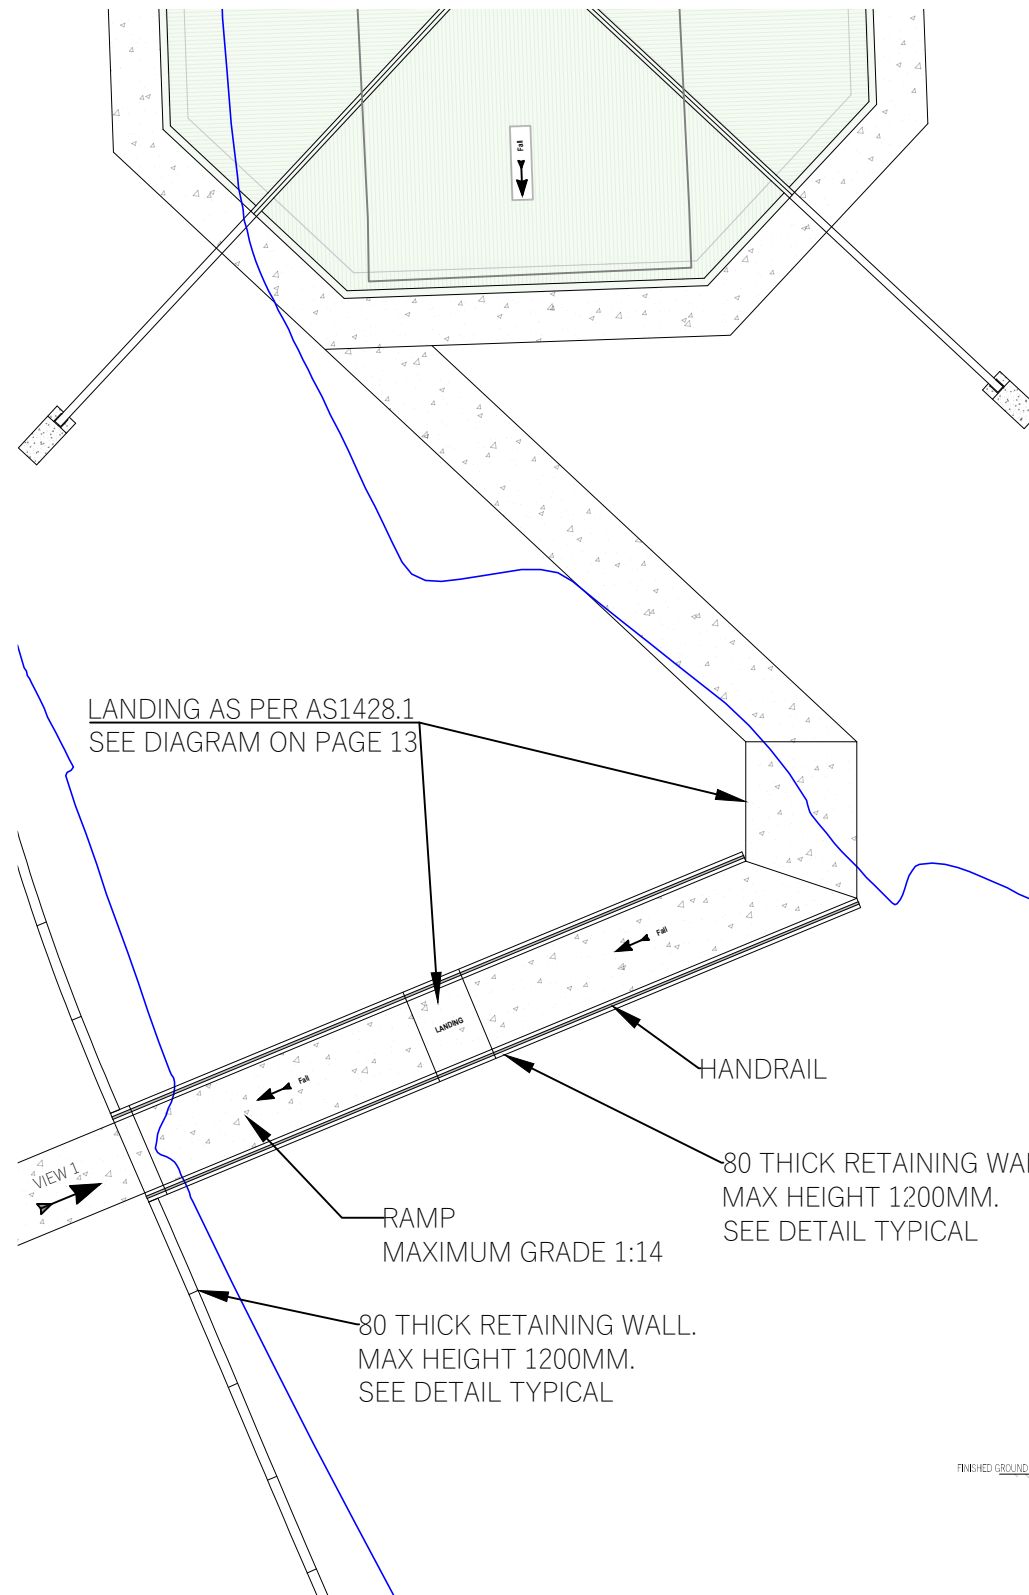 Fall
LANDING AS PER AS1428.1
SEE DIAGRAM ON PAGE 13
Fall
LANDING
HANDRAIL
Fall
80 THICK RETAINING WAL
MAX HEIGHT 1200MM.
SEE DETAIL TYPICAL
VIEW 1
RAMP
MAXIMUM GRADE 1:14
80 THICK RETAINING WALL.
MAX HEIGHT 1200MM.
SEE DETAIL TYPICAL
FINISHED GROUND